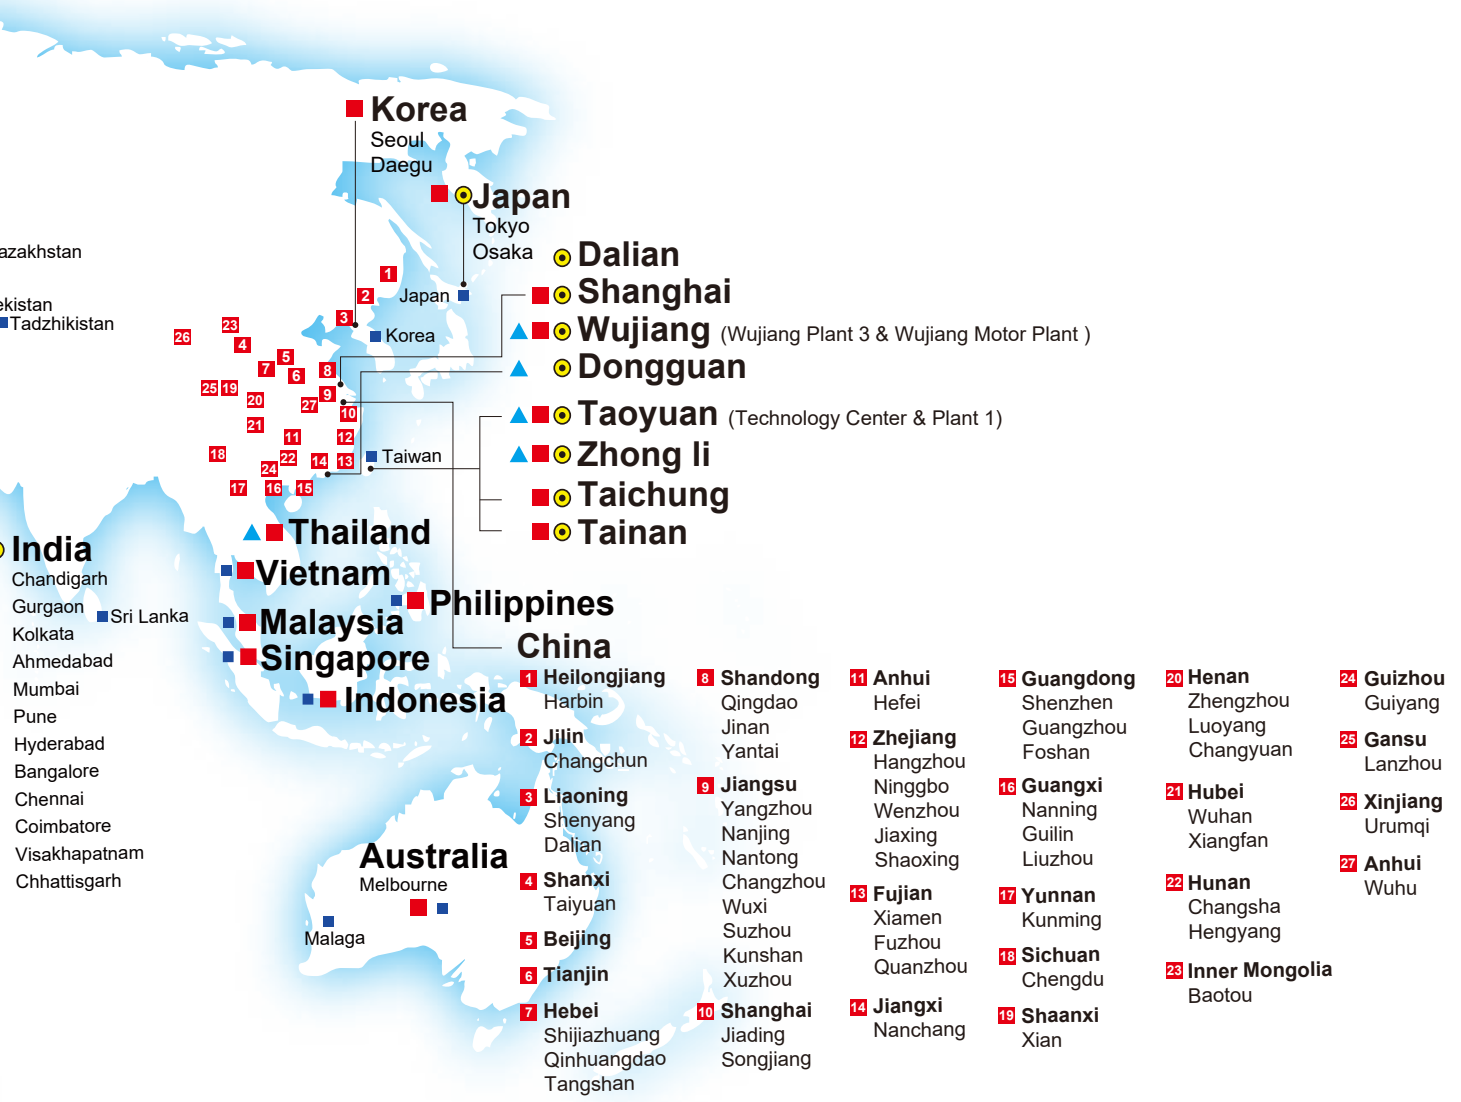 Korea
Seoul
Daegu
Japan
Tokyo
Osaka
azakhstan
ekistan
Tadzhikistan
Japan
Korea
Taiwan
1
2
3
26
23
4
5
7
6
8
25
19
20
27
9
10
21
11
12
18
22
14
13
24
17
16
15
Dalian
Shanghai
Wujiang (Wujiang Plant 3 & Wujiang Motor Plant )
Dongguan
Taoyuan (Technology Center & Plant 1)
Zhong li
Taichung
Tainan
Thailand
Vietnam
Philippines
Malaysia
Singapore
Indonesia
India
Chandigarh
Gurgaon
Kolkata
Ahmedabad
Mumbai
Pune
Hyderabad
Bangalore
Chennai
Coimbatore
Visakhapatnam
Chhattisgarh
Sri Lanka
Australia
Melbourne
Malaga
China
1 Heilongjiang
Harbin
2 Jilin
Changchun
3 Liaoning
Shenyang
Dalian
4 Shanxi
Taiyuan
5 Beijing
6 Tianjin
7 Hebei
Shijiazhuang
Qinhuangdao
Tangshan
8 Shandong
Qingdao
Jinan
Yantai
9 Jiangsu
Yangzhou
Nanjing
Nantong
Changzhou
Wuxi
Suzhou
Kunshan
Xuzhou
10 Shanghai
Jiading
Songjiang
11 Anhui
Hefei
12 Zhejiang
Hangzhou
Ninggbo
Wenzhou
Jiaxing
Shaoxing
13 Fujian
Xiamen
Fuzhou
Quanzhou
14 Jiangxi
Nanchang
15 Guangdong
Shenzhen
Guangzhou
Foshan
16 Guangxi
Nanning
Guilin
Liuzhou
17 Yunnan
Kunming
18 Sichuan
Chengdu
19 Shaanxi
Xian
20 Henan
Zhengzhou
Luoyang
Changyuan
21 Hubei
Wuhan
Xiangfan
22 Hunan
Changsha
Hengyang
23 Inner Mongolia
Baotou
24 Guizhou
Guiyang
25 Gansu
Lanzhou
26 Xinjiang
Urumqi
27 Anhui
Wuhu